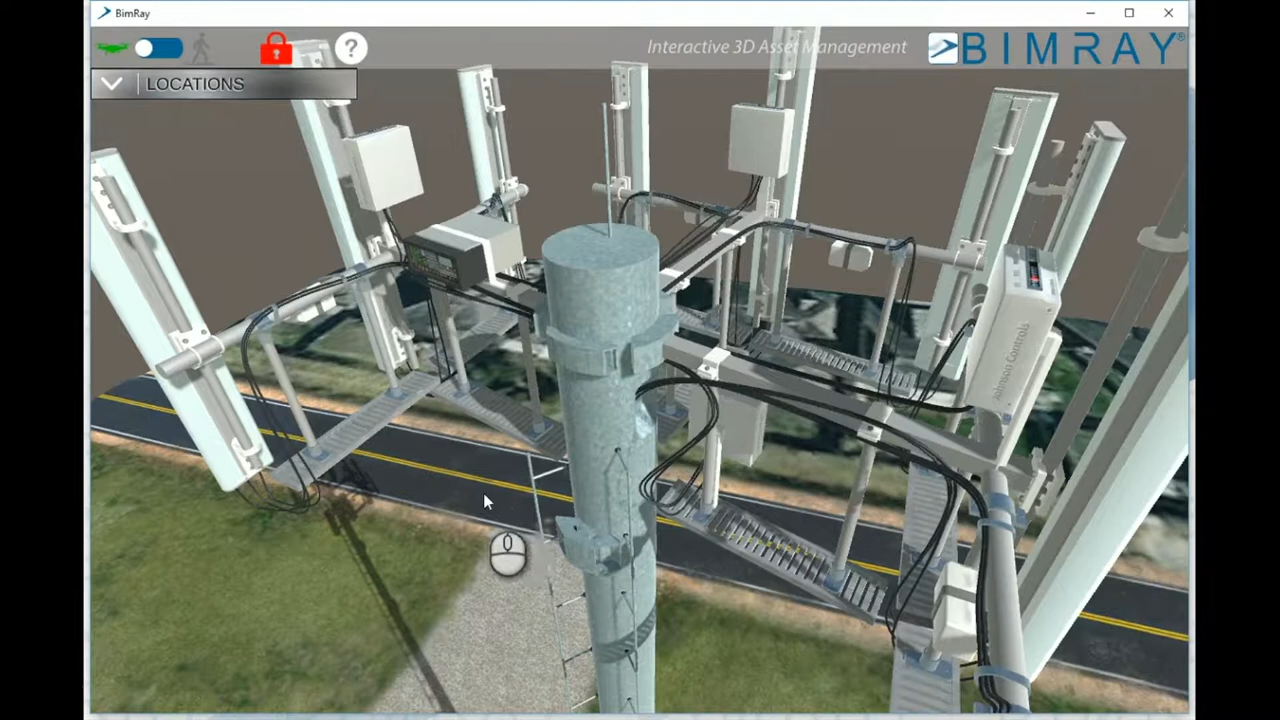 BimRay
?
Interactive 3D Asset Management
BIMRAY®
LOCATIONS
Johnson Controls